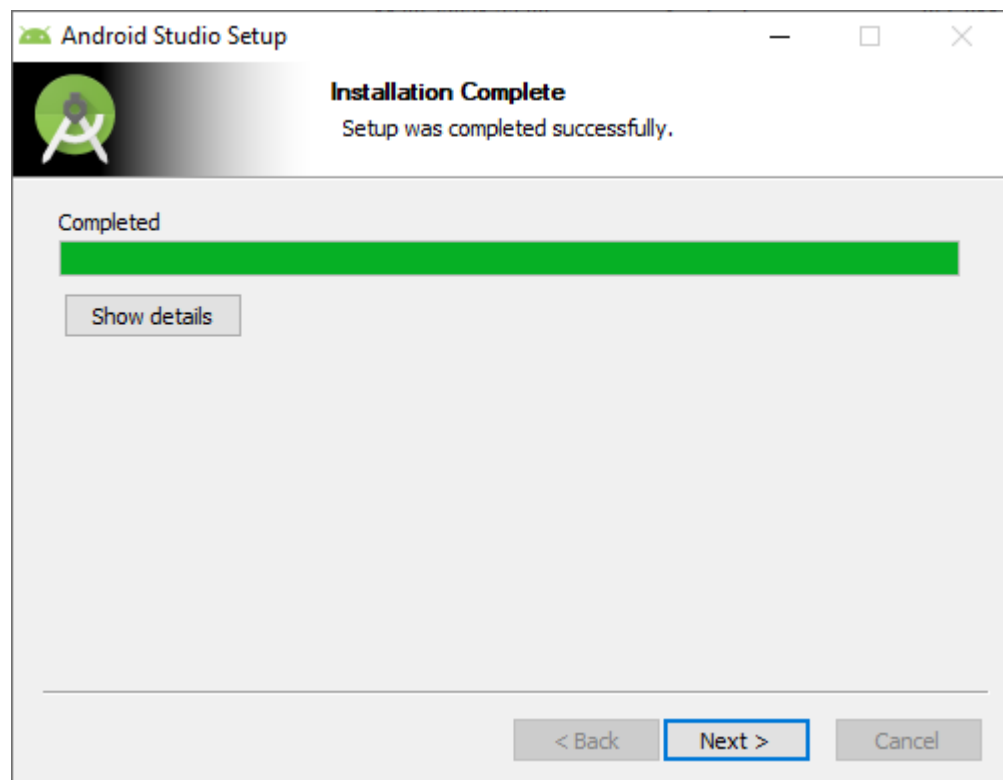 Android Studio Setup
Installation Complete
Setup was completed successfully.
Completed
Show details
< Back
Next >
Cancel